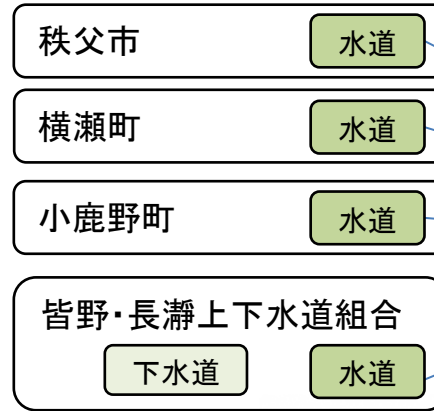 秩父市 水道
横瀬町 水道
小鹿野町 水道
皆野・長瀞上下水道組合
下水道 水道